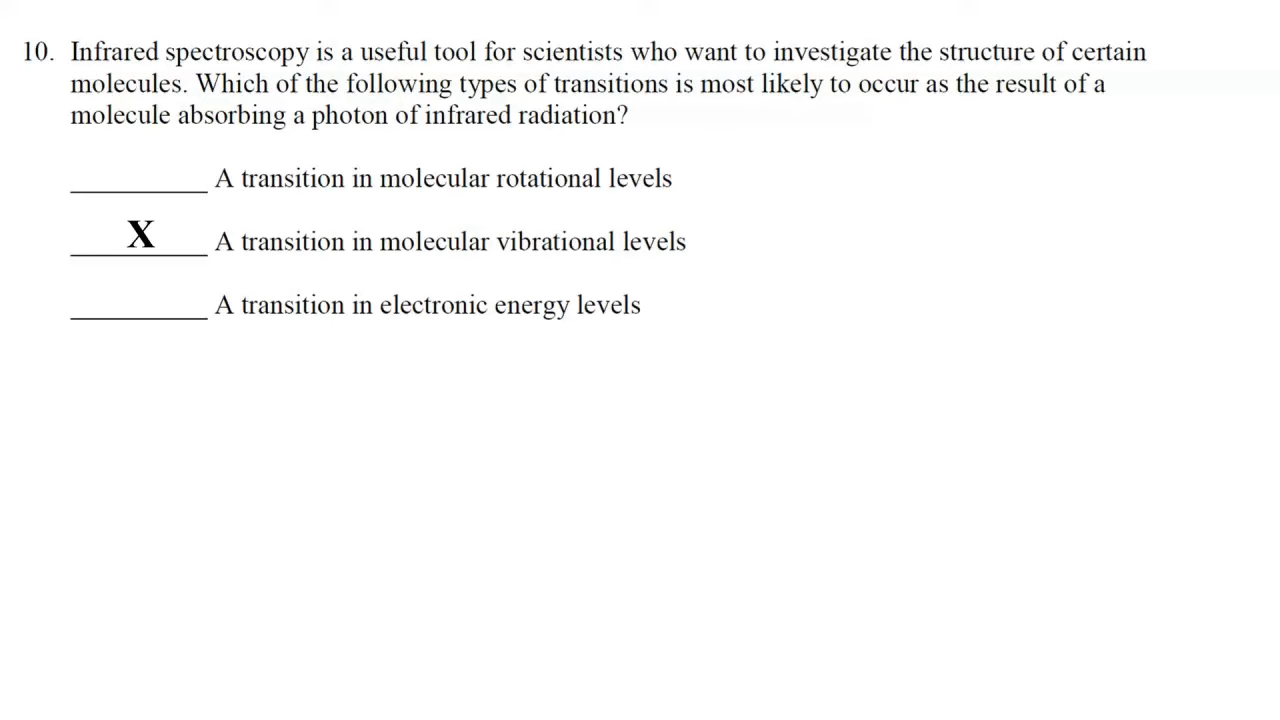 10. Infrared spectroscopy is a useful tool for scientists who want to investigate the structure of certain
molecules. Which of the following types of transitions is most likely to occur as the result of a
molecule absorbing a photon of infrared radiation?
__________ A transition in molecular rotational levels
X A transition in molecular vibrational levels
__________ A transition in electronic energy levels